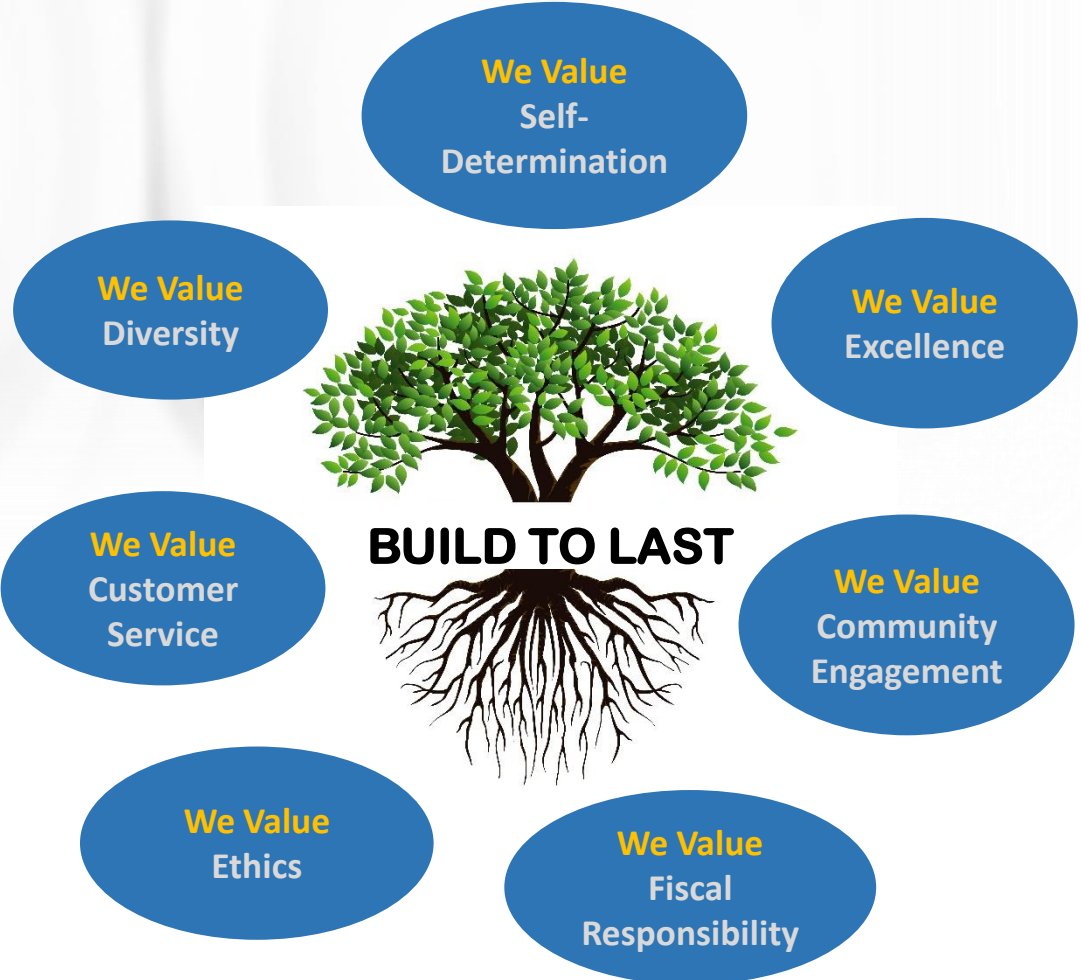 We Value
Self-
Determination
We Value
Diversity
We Value
Excellence
We Value
Customer
Service
BUILD TO LAST
We Value
Community
Engagement
We Value
Ethics
We Value
Fiscal
Responsibility